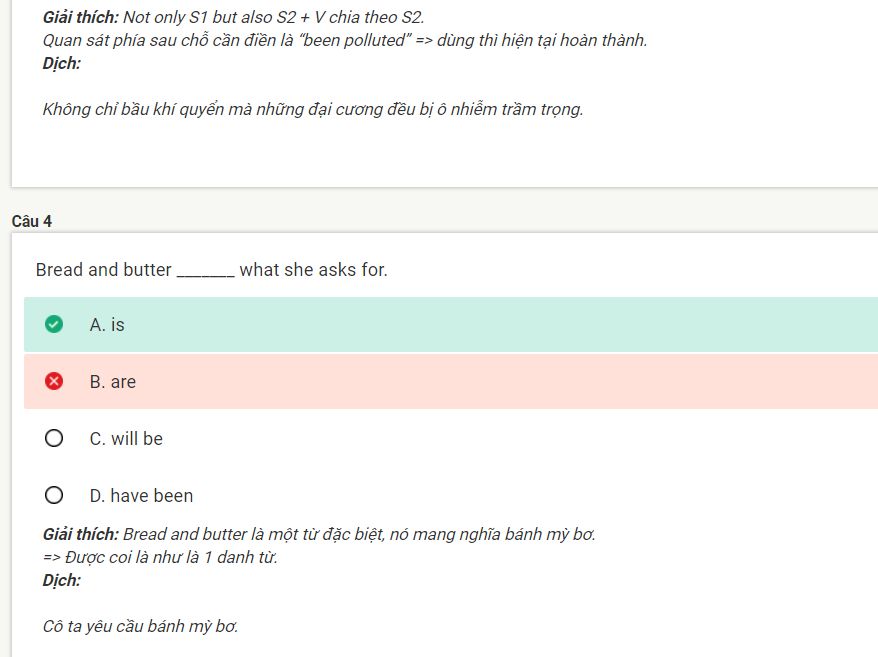 Giải thích: Not only S1 but also S2 + V chia theo S2.
Quan sát phía sau chỗ cần điền là “been polluted” => dùng thì hiện tại hoàn thành.
Dịch:
Không chỉ bầu khí quyển mà những đại cương đều bị ô nhiễm trầm trọng.
Câu 4
Bread and butter _______ what she asks for.
A. is
B. are
C. will be
D. have been
Giải thích: Bread and butter là một từ đặc biệt, nó mang nghĩa bánh mỳ bơ.
=> Được coi là như là 1 danh từ.
Dịch:
Cô ta yêu cầu bánh mỳ bơ.